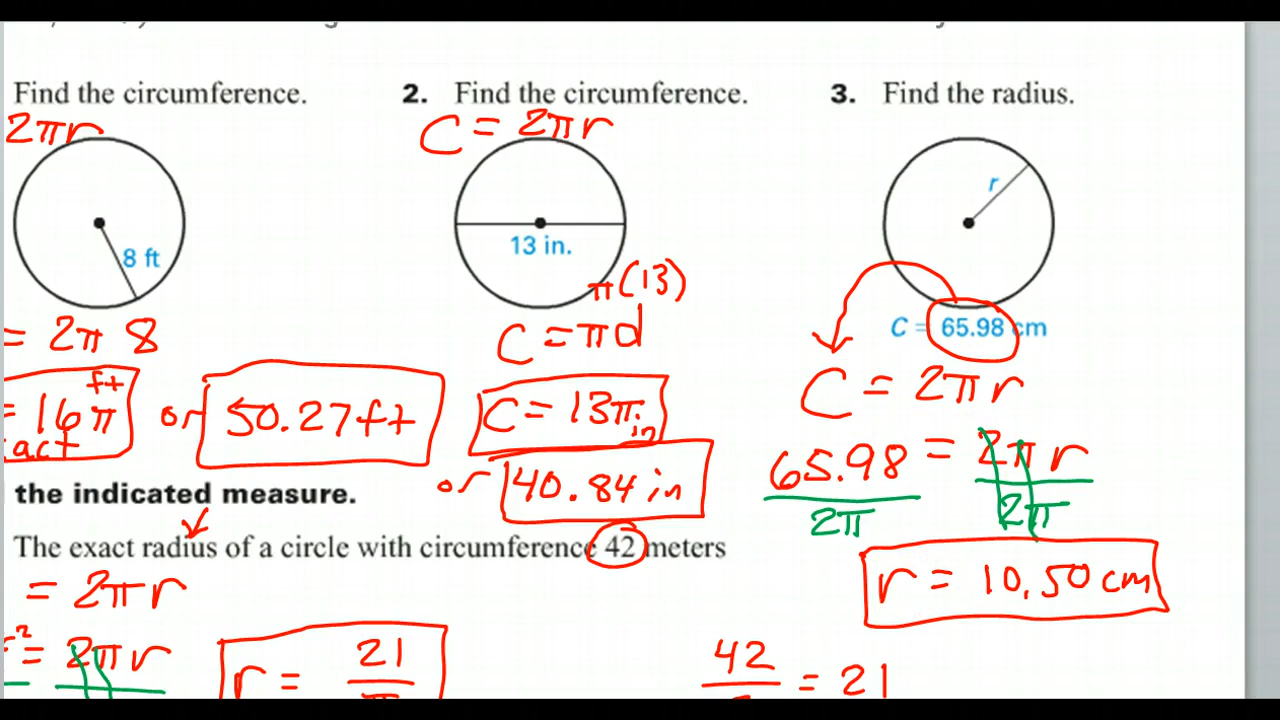 Find the circumference.
2πr
8 ft
= 2π 8
= 16π ft
or 50.27 ft
2. Find the circumference.
C = 2πr
13 in.
π(13)
C = πd
C = 13π in
or 40.84 in
3. Find the radius.
r
C = 65.98 cm
C = 2πr
65.98 = 2πr
2π 2π
r = 10.50 cm
the indicated measure.
The exact radius of a circle with circumference 42 meters
= 2πr
= 2πr
r = 21
42 = 21